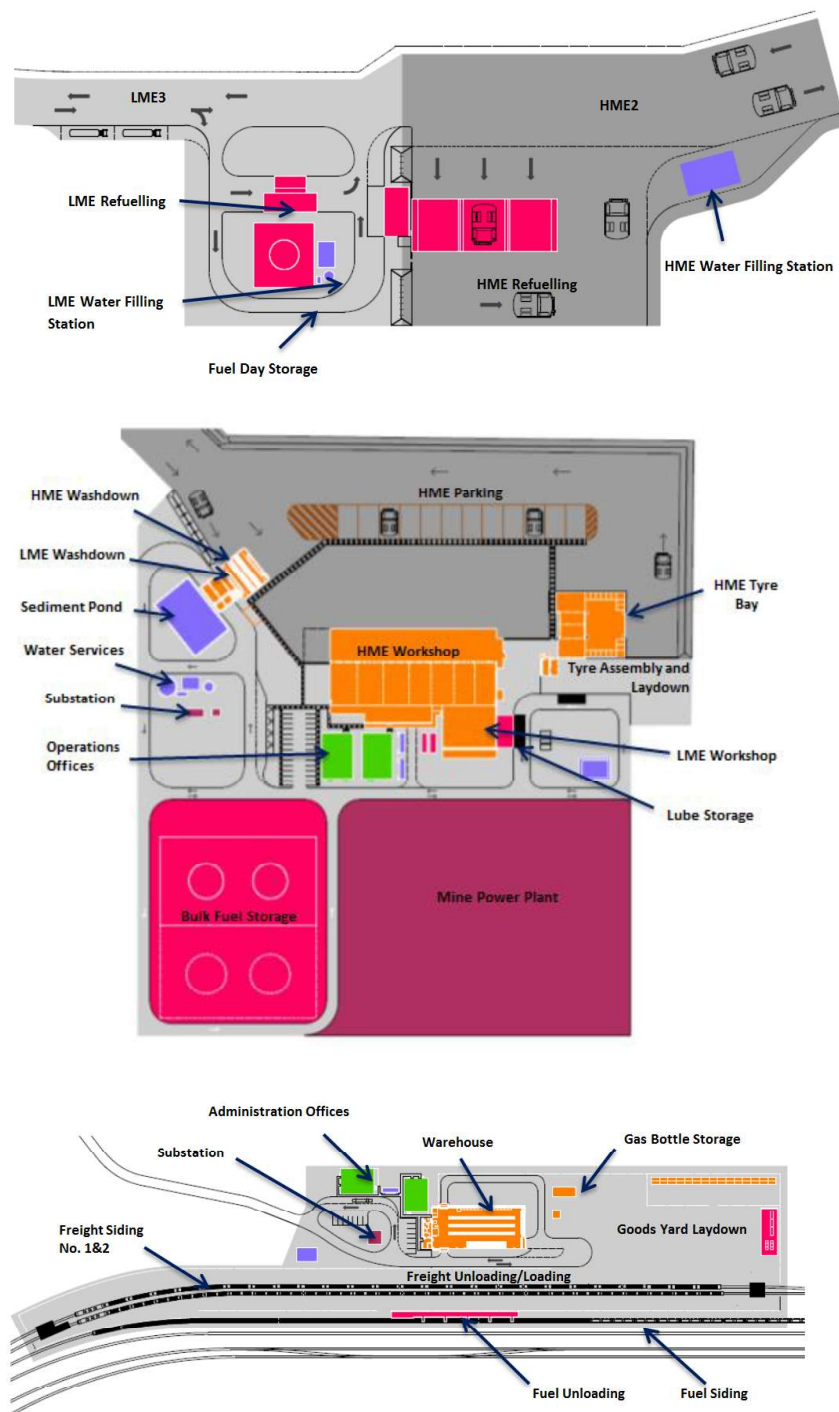 LME3
HME2
LME Refuelling
HME Water Filling Station
HME Refuelling
LME Water Filling
Station
Fuel Day Storage
HME Washdown
HME Parking
LME Washdown
HME Tyre
Bay
Sediment Pond
Water Services
HME Workshop
Tyre Assembly and
Laydown
Substation
Operations
Offices
LME Workshop
Lube Storage
Bulk Fuel Storage
Mine Power Plant
Administration Offices
Substation
Warehouse
Gas Bottle Storage
Freight Siding
No. 1&2
Goods Yard Laydown
Freight Unloading/Loading
Fuel Unloading
Fuel Siding